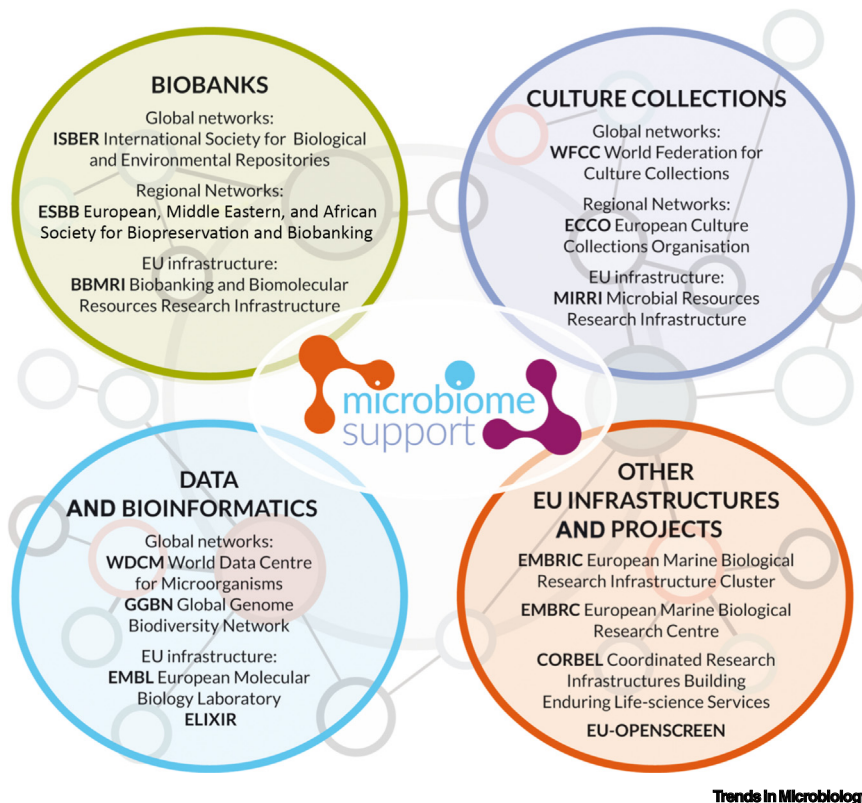 BIOBANKS
Global networks:
ISBER International Society for Biological
and Environmental Repositories
Regional Networks:
ESBB European, Middle Eastern, and African
Society for Biopreservation and Biobanking
EU infrastructure:
BBMRI Biobanking and Biomolecular
Resources Research Infrastructure
CULTURE COLLECTIONS
Global networks:
WFCC World Federation for
Culture Collections
Regional Networks:
ECCO European Culture
Collections Organisation
EU infrastructure:
MIRRI Microbial Resources
Research Infrastructure
microbiome
support
DATA
AND BIOINFORMATICS
Global networks:
WDCM World Data Centre
for Microorganisms
GGBN Global Genome
Biodiversity Network
EU infrastructure:
EMBL European Molecular
Biology Laboratory
ELIXIR
OTHER
EU INFRASTRUCTURES
AND PROJECTS
EMBRIC European Marine Biological
Research Infrastructure Cluster
EMBRC European Marine Biological
Research Centre
CORBEL Coordinated Research
Infrastructures Building
Enduring Life-science Services
EU-OPENSCREEN
Trends in Microbiolog